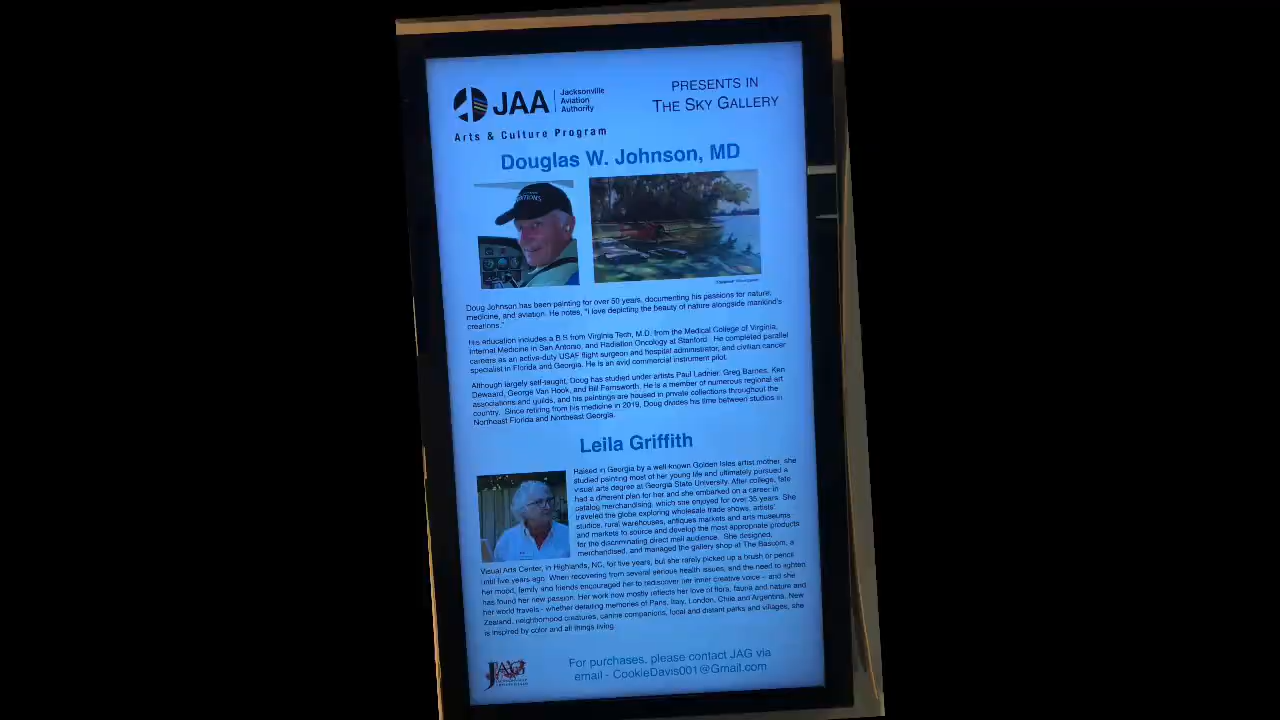 JAA Jacksonville Aviation Authority
Arts & Culture Program
PRESENTS IN
THE SKY GALLERY
Douglas W. Johnson, MD
Doug Johnson has been painting for over 50 years, documenting his passions for nature,
medicine, and aviation. He notes, "I love depicting the beauty of nature alongside mankind's
creations."
His education includes a B.S from Virginia Tech, M.D. from the Medical College of Virginia,
Internal Medicine in San Antonio, and Radiation Oncology at Stanford. He completed parallel
careers as an active-duty USAF flight surgeon and hospital administrator, and civilian cancer
specialist in Florida and Georgia. He is an avid commercial instrument pilot.
Although largely self-taught, Doug has studied under artists Paul Ladnier, Greg Barnes, Ken
Dewaard, George Van Hook, and Bill Farnsworth. He is a member of numerous regional art
associations and guilds, and his paintings are housed in private collections throughout the
country. Since retiring from his medicine in 2019, Doug divides his time between studios in
Northeast Florida and Northeast Georgia.
Leila Griffith
Raised in Georgia by a well-known Golden Isles artist mother, she
studied painting most of her young life and ultimately pursued a
visual arts degree at Georgia State University. After college, fate
had a different plan for her and she embarked on a career in
catalog merchandising, which she enjoyed for over 35 years. She
traveled the globe exploring wholesale trade shows, artists'
studios, rural warehouses, antiques markets and arts museums
and markets to source and develop the most appropriate products
for the discriminating direct mail audience. She designed,
merchandised, and managed the gallery shop at The Bascom, a
Visual Arts Center, in Highlands, NC, for five years, but she rarely picked up a brush or pencil
until five years ago. When recovering from several serious health issues, and the need to lighten
her mood, family and friends encouraged her to rediscover her inner creative voice – and she
has found her new passion. Her work now mostly reflects her love of flora, fauna and nature and
her world travels - whether detailing memories of Paris, Italy, London, Chile and Argentina, New
Zealand, neighborhood creatures, canine companions, local and distant parks and villages, she
is inspired by color and all things living.
JAG
For purchases, please contact JAG via
email - CookieDavis001@Gmail.com